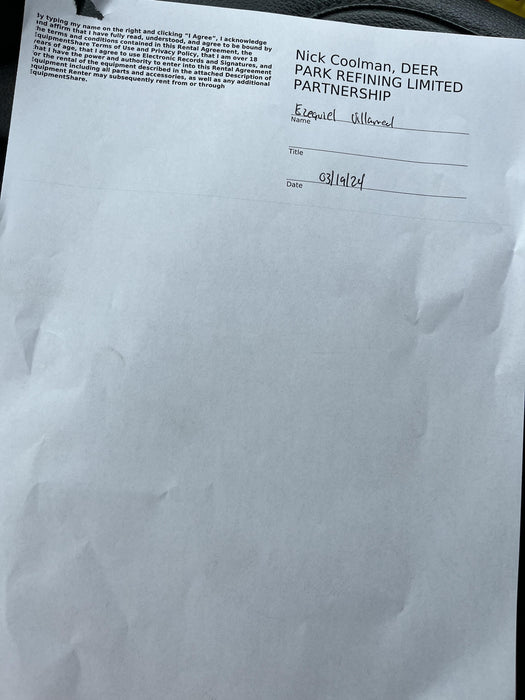 by typing my name on the right and clicking "I Agree", I acknowledge
and affirm that I have fully read, understood, and agree to be bound by
the terms and conditions contained in this Rental Agreement, the
EquipmentShare Terms of Use and Privacy Policy, that I am over 18
years of age, that I agree to use Electronic Records and Signatures, and
that I have the power and authority to enter into this Rental Agreement
for the rental of the equipment described in the attached Description of
Equipment including all parts and accessories, as well as any additional
Equipment Renter may subsequently rent from or through
EquipmentShare.
Nick Coolman, DEER
PARK REFINING LIMITED
PARTNERSHIP
Ezequiel Villarreal
Name
Title
03/19/24
Date